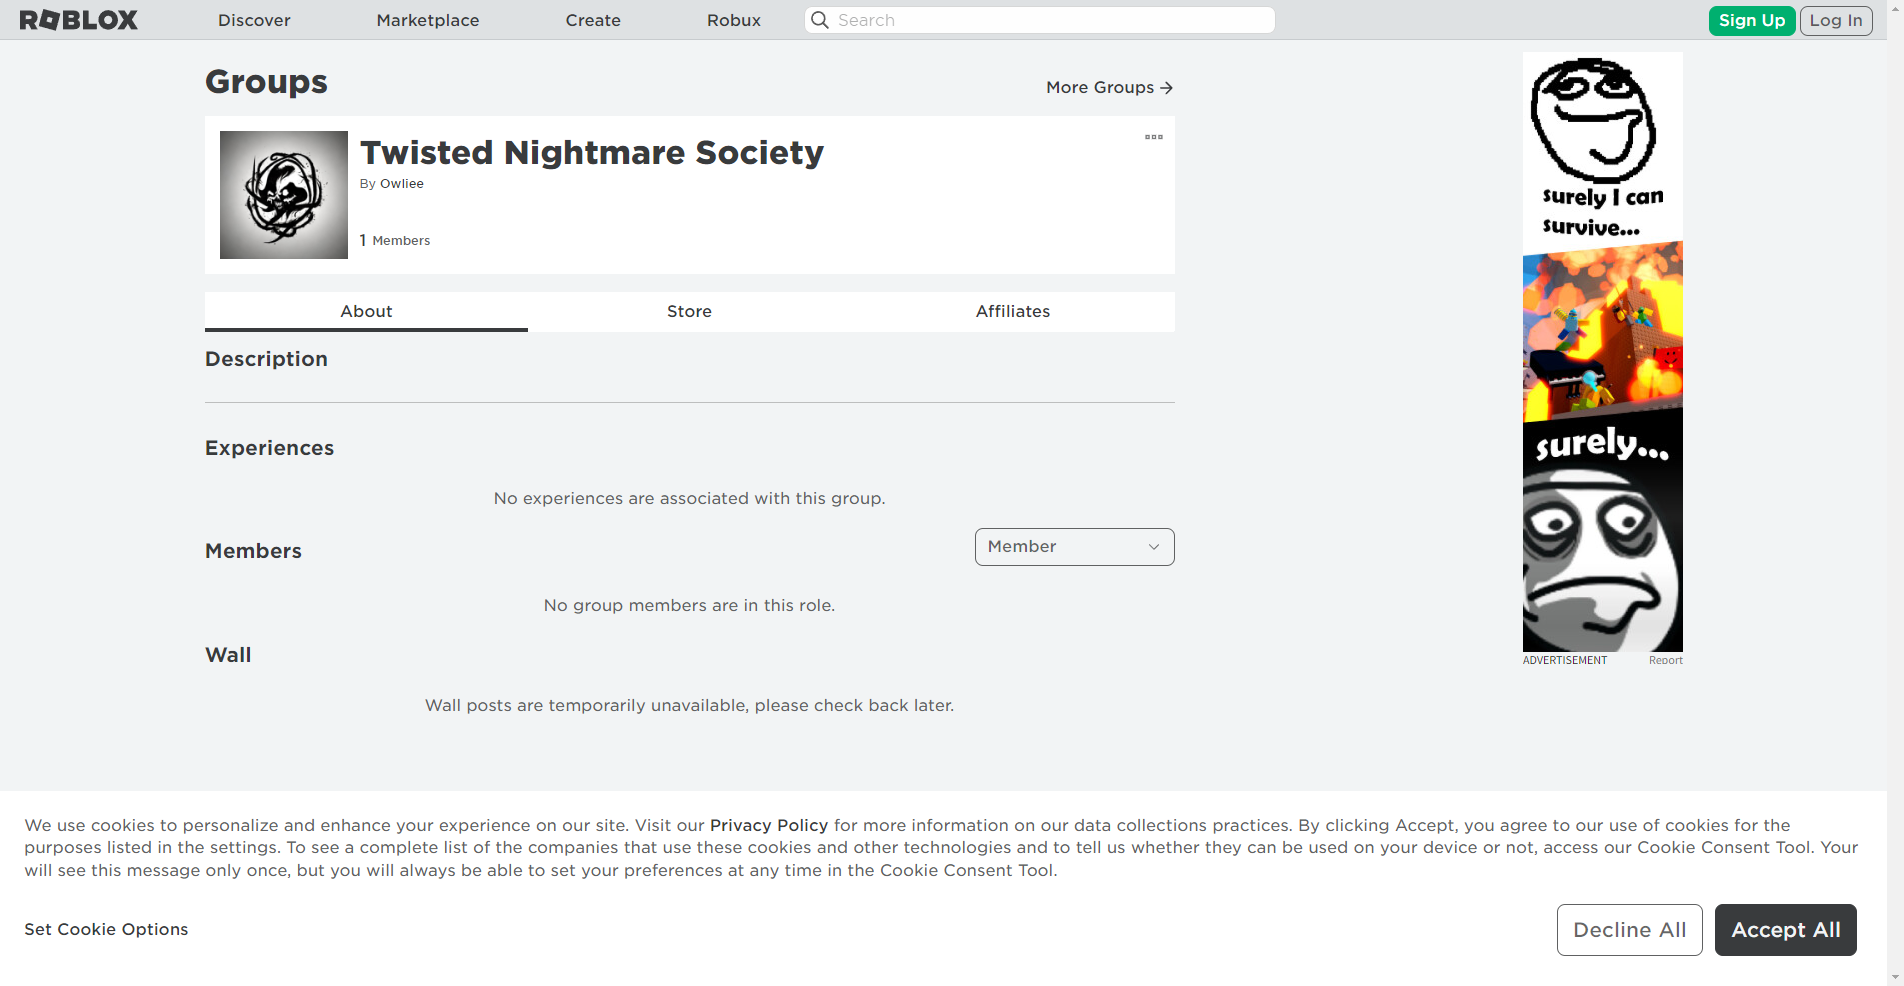 ROBLOX Discover Marketplace Create Robux Search Sign Up Log In
Groups
More Groups →
Twisted Nightmare Society
By Owliee
1 Members
About Store Affiliates
Description
Experiences
No experiences are associated with this group.
Members
Member
No group members are in this role.
Wall
Wall posts are temporarily unavailable, please check back later.
surely I can
survive...
surely...
ADVERTISEMENT Report
We use cookies to personalize and enhance your experience on our site. Visit our Privacy Policy for more information on our data collections practices. By clicking Accept, you agree to our use of cookies for the
purposes listed in the settings. To see a complete list of the companies that use these cookies and other technologies and to tell us whether they can be used on your device or not, access our Cookie Consent Tool. Your
will see this message only once, but you will always be able to set your preferences at any time in the Cookie Consent Tool.
Set Cookie Options
Decline All
Accept All